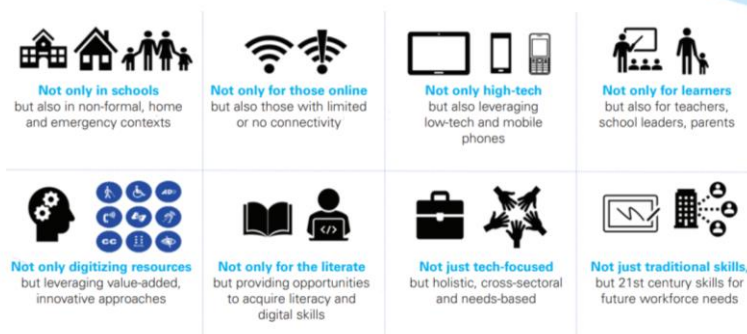 Not only in schools
but also in non-formal, home
and emergency contexts
Not only for those online
but also those with limited
or no connectivity
Not only high-tech
but also leveraging
low-tech and mobile
phones
Not only for learners
but also for teachers,
school leaders, parents
Not only digitizing resources
but leveraging value-added,
innovative approaches
Not only for the literate
but providing opportunities
to acquire literacy and
digital skills
Not just tech-focused
but holistic, cross-sectoral
and needs-based
Not just traditional skills,
but 21st century skills for
future workforce needs